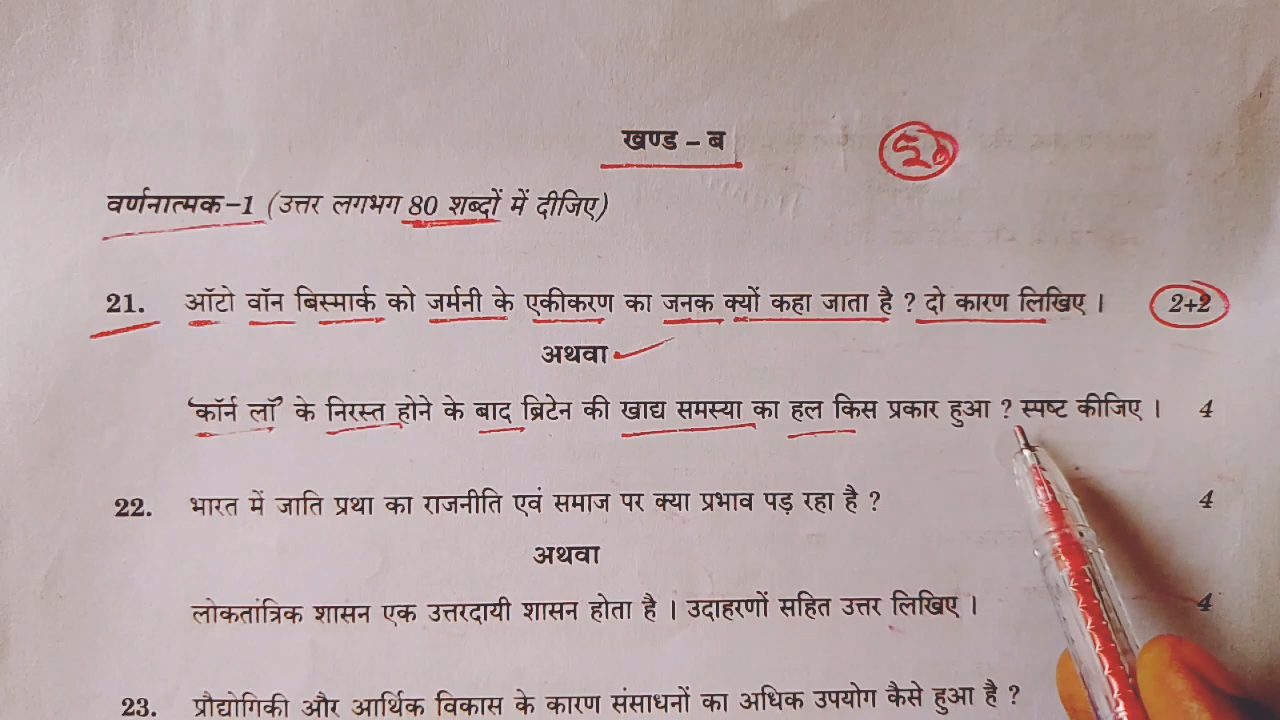 खण्ड – ब
50
वर्णनात्मक–1 (उत्तर लगभग 80 शब्दों में दीजिए)
21. ऑटो वॉन बिस्मार्क को जर्मनी के एकीकरण का जनक क्यों कहा जाता है ? दो कारण लिखिए । 2+2
अथवा
‘कॉर्न लॉ’ के निरस्त होने के बाद ब्रिटेन की खाद्य समस्या का हल किस प्रकार हुआ ? स्पष्ट कीजिए । 4
22. भारत में जाति प्रथा का राजनीति एवं समाज पर क्या प्रभाव पड़ रहा है ? 4
अथवा
लोकतांत्रिक शासन एक उत्तरदायी शासन होता है । उदाहरणों सहित उत्तर लिखिए । 4
23. प्रौद्योगिकी और आर्थिक विकास के कारण संसाधनों का अधिक उपयोग कैसे हुआ है ?